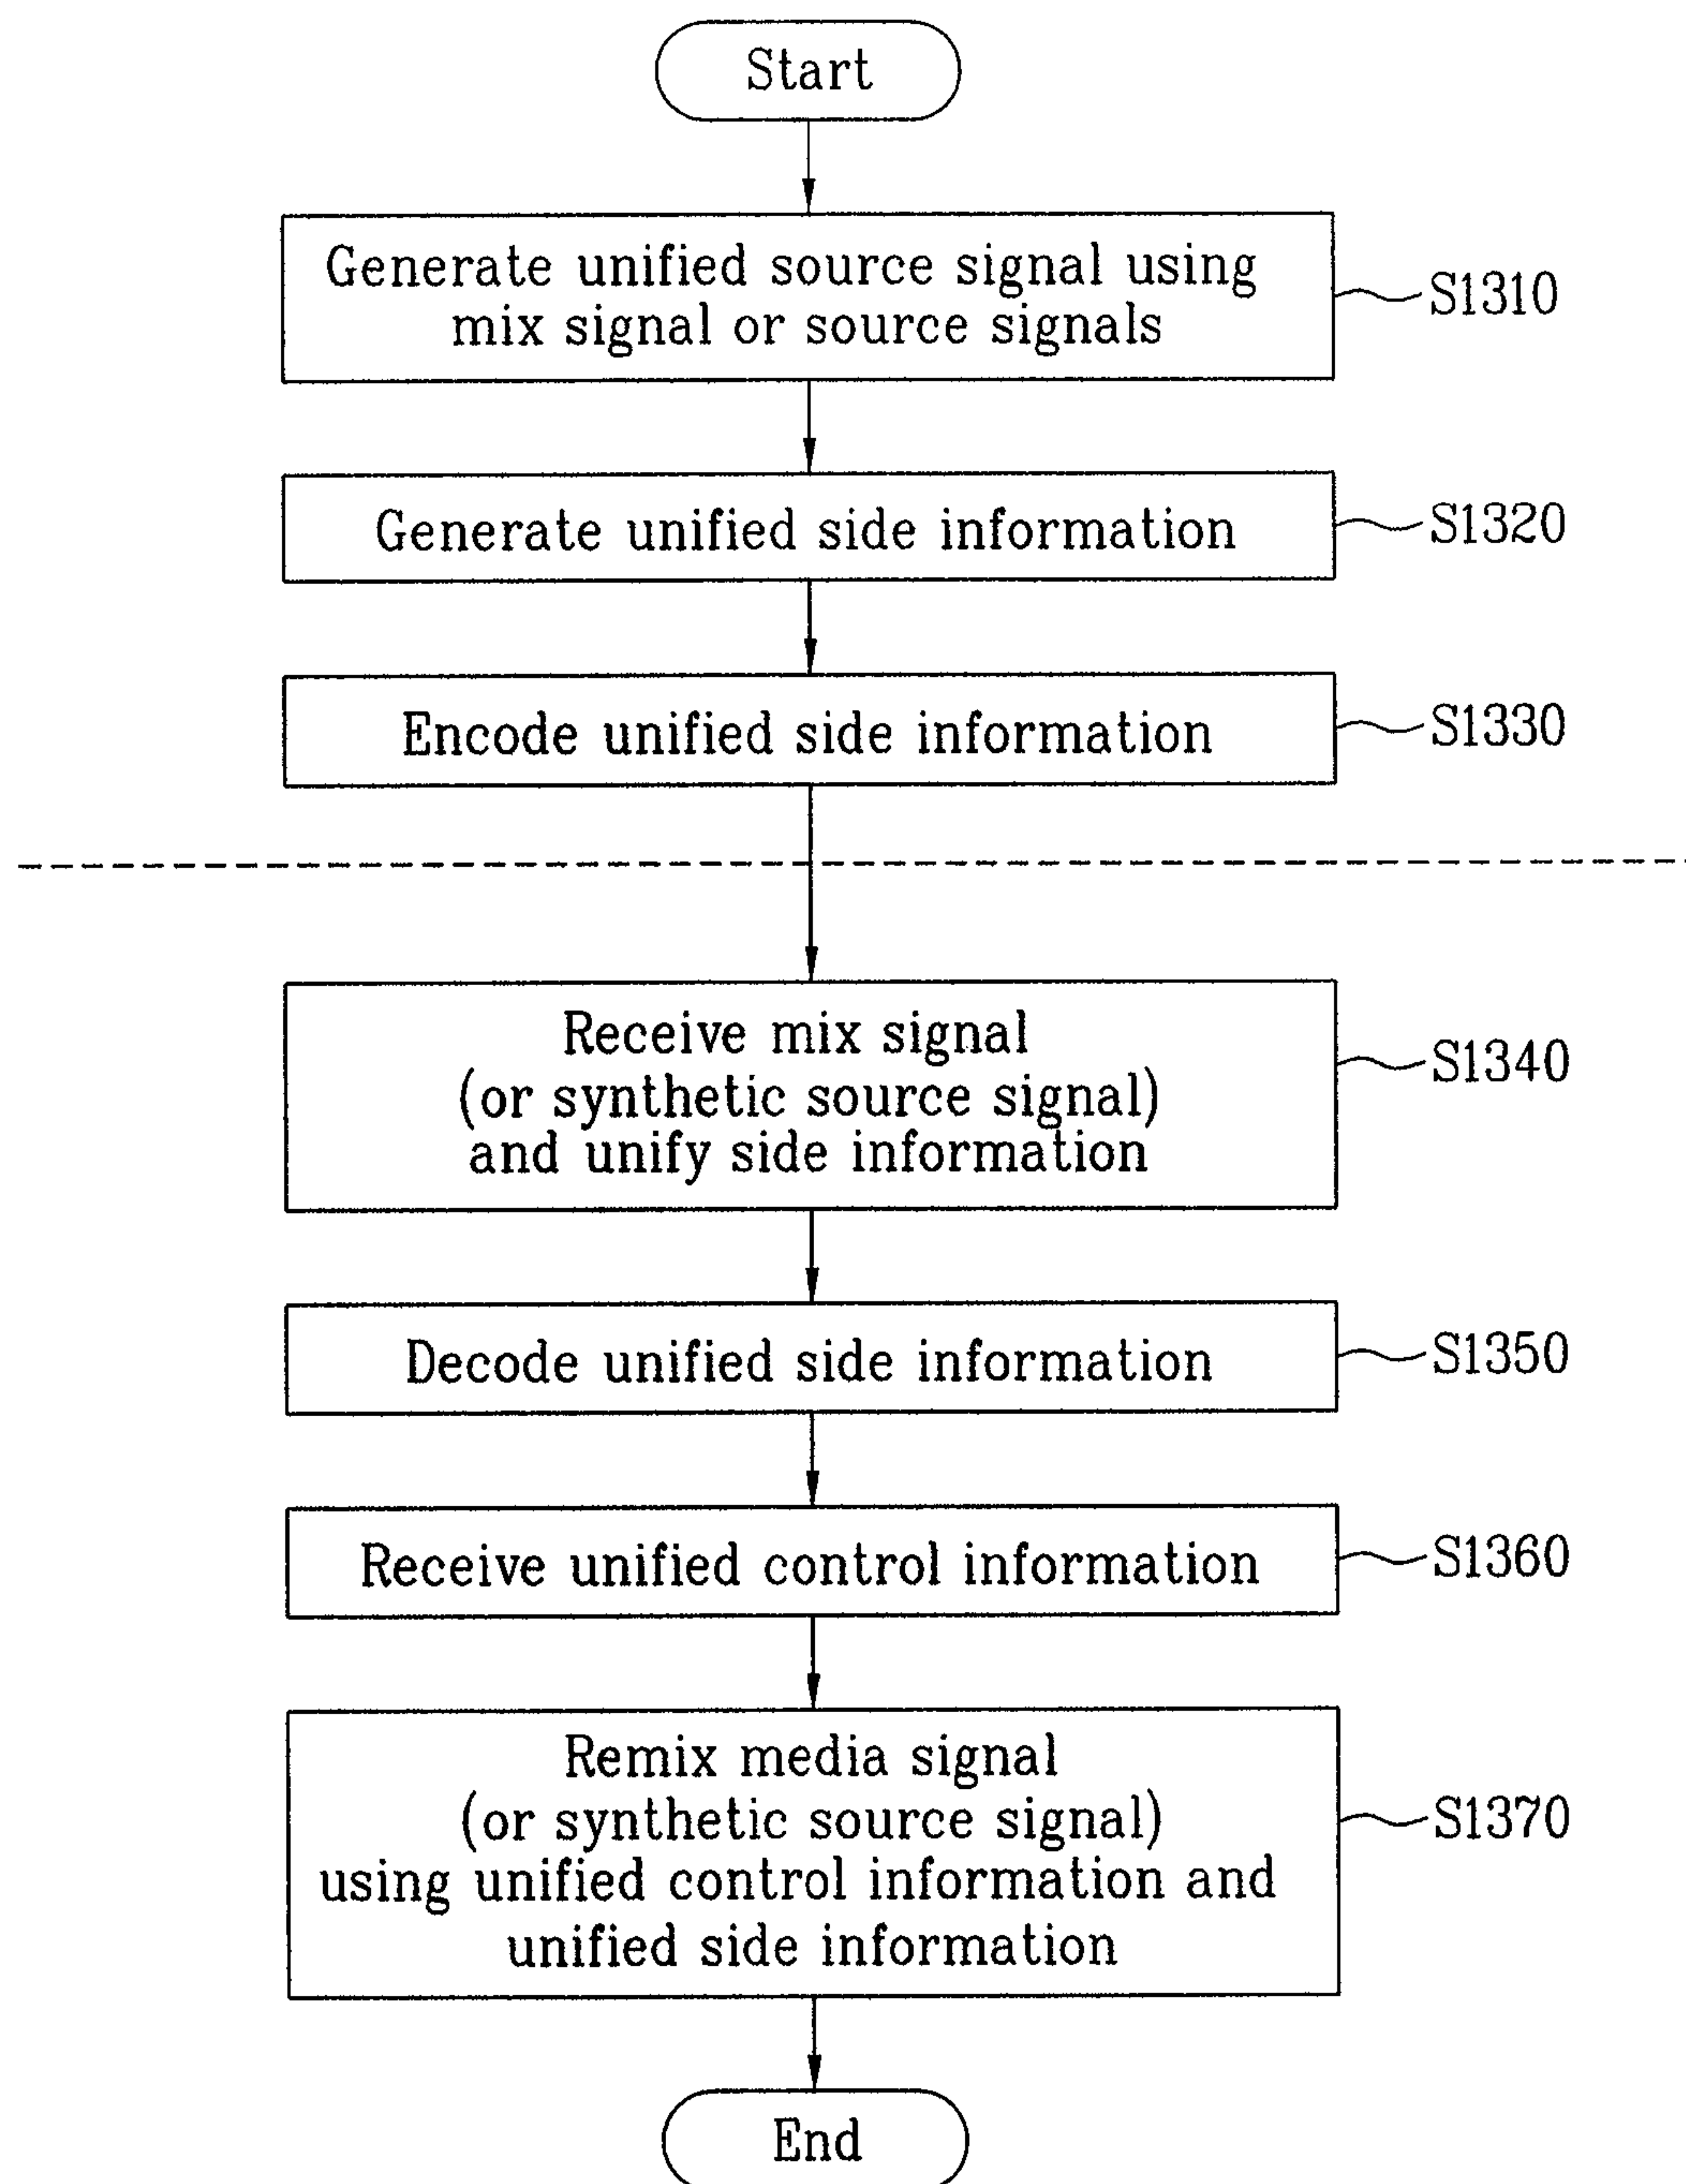 Start
Generate unified source signal using
mix signal or source signals
S1310
Generate unified side information
S1320
Encode unified side information
S1330
Receive mix signal
(or synthetic source signal)
and unify side information
S1340
Decode unified side information
S1350
Receive unified control information
S1360
Remix media signal
(or synthetic source signal)
using unified control information and
unified side information
S1370
End